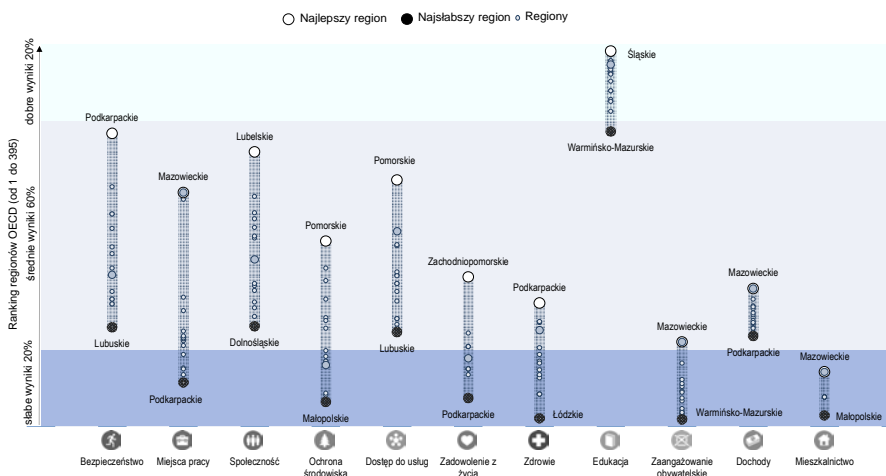 Najlepszy region Najsłabszy region Regiony
Ranking regionów OECD (od 1 do 395)
dobre wyniki 20%
średnie wyniki 60%
słabe wyniki 20%
Podkarpackie
Lubuskie
Mazowieckie
Podkarpackie
Lubelskie
Dolnośląskie
Pomorskie
Małopolskie
Pomorskie
Lubuskie
Zachodniopomorskie
Podkarpackie
Podkarpackie
Łódzkie
Śląskie
Warmińsko-Mazurskie
Mazowieckie
Warmińsko-Mazurskie
Mazowieckie
Podkarpackie
Mazowieckie
Małopolskie
Bezpieczeństwo
Miejsca pracy
Społeczność
Ochrona
środowiska
Dostęp do usług
Zadowolenie z
życia
Zdrowie
Edukacja
Zaangażowanie
obywatelskie
Dochody
Mieszkalnictwo